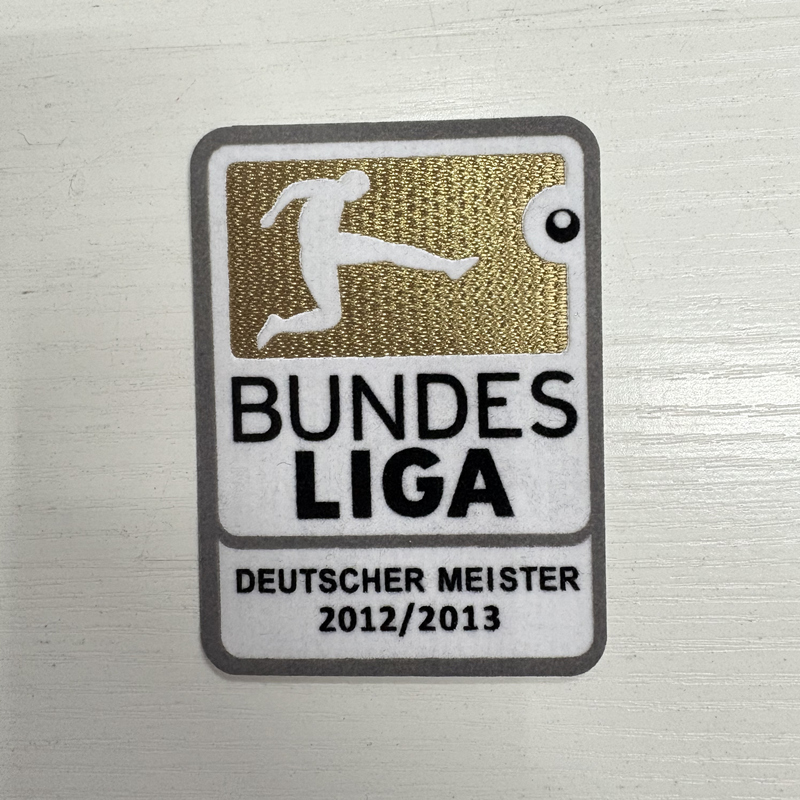 BUNDES
LIGA
DEUTSCHER MEISTER
2012/2013